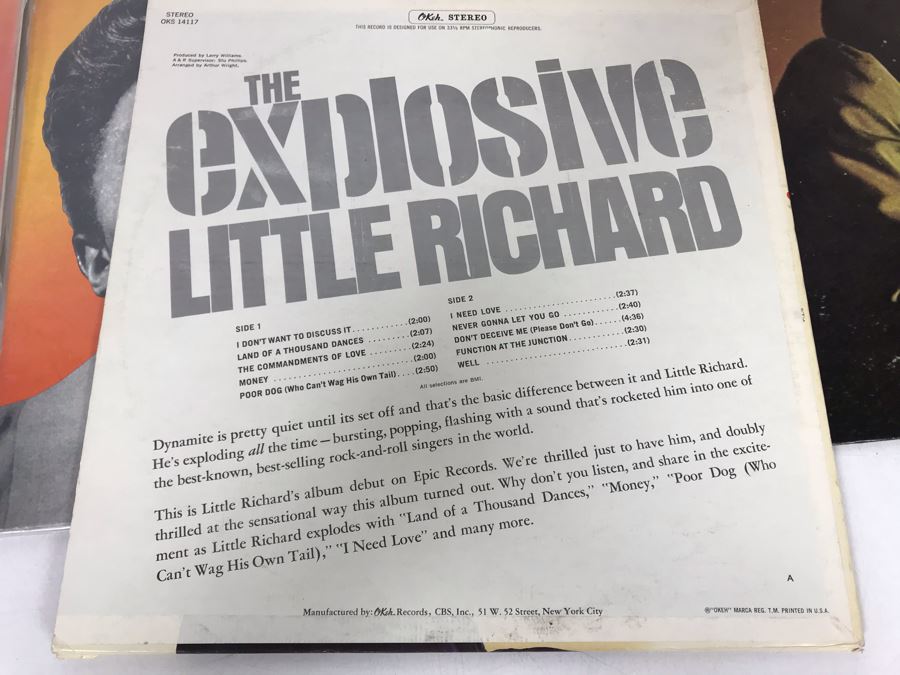 STEREO
OKS 14117
OKeh STEREO
THIS RECORD IS DESIGNED FOR USE ON 33⅓ RPM STEREOPHONIC REPRODUCERS.
Produced by Larry Williams
A & R Supervisor: Stu Phillips.
Arranged by Arthur Wright.
THE
explosive
LITTLE RICHARD
SIDE 1
I DON'T WANT TO DISCUSS IT............(2:00)
LAND OF A THOUSAND DANCES .........(2:07)
THE COMMANDMENTS OF LOVE .........(2:24)
MONEY ..............................(2:00)
POOR DOG (Who Can't Wag His Own Tail)....(2:50)
SIDE 2
I NEED LOVE ........................(2:37)
NEVER GONNA LET YOU GO .............(2:40)
DON'T DECEIVE ME (Please Don't Go)......(4:36)
FUNCTION AT THE JUNCTION............(2:30)
WELL ..............................(2:31)
All selections are BMI.
Dynamite is pretty quiet until its set off and that's the basic difference between it and Little Richard.
He's exploding all the time—bursting, popping, flashing with a sound that's rocketed him into one of
the best-known, best-selling rock-and-roll singers in the world.
This is Little Richard's album debut on Epic Records. We're thrilled just to have him, and doubly
thrilled at the sensational way this album turned out. Why don't you listen, and share in the excite-
ment as Little Richard explodes with "Land of a Thousand Dances," "Money," "Poor Dog (Who
Can't Wag His Own Tail)," "I Need Love" and many more.
A
Manufactured by: OKeh Records, CBS, Inc., 51 W. 52 Street, New York City
®"OKEH" MARCA REG. T.M. PRINTED IN U.S.A.